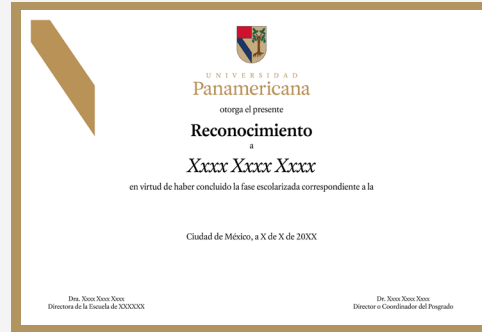 UNIVERSIDAD
Panamericana
otorga el presente
Reconocimiento
a
Xxxx Xxxx Xxxx
en virtud de haber concluido la fase escolarizada correspondiente a la
Ciudad de México, a X de X de 20XX
Dra. Xxxx Xxxx Xxxx
Directora de la Escuela de XXXXXX
Dr. Xxxx Xxxx Xxxx
Director o Coordinador del Posgrado